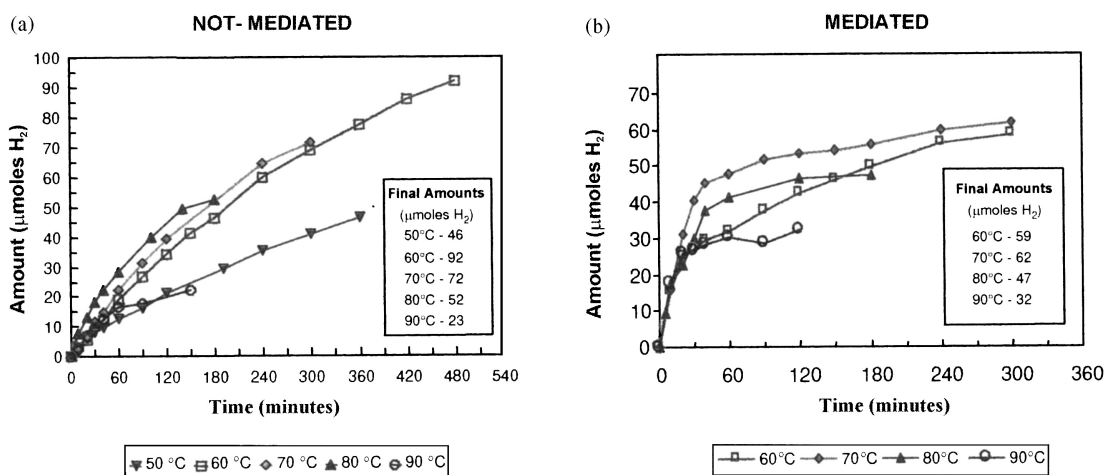 (a)
NOT- MEDIATED
Amount (μmoles H2)
100
90
80
70
60
50
40
30
20
10
0
0 60 120 180 240 300 360 420 480 540
Time (minutes)
Final Amounts
(μmoles H2)
50°C - 46
60°C - 92
70°C - 72
80°C - 52
90°C - 23
50 °C 60 °C 70 °C 80 °C 90 °C
(b)
MEDIATED
Amount (μmoles H2)
70
60
50
40
30
20
10
0
0 60 120 180 240 300 360
Time (minutes)
Final Amounts
(μmoles H2)
60°C - 59
70°C - 62
80°C - 47
90°C - 32
60°C 70°C 80°C 90°C